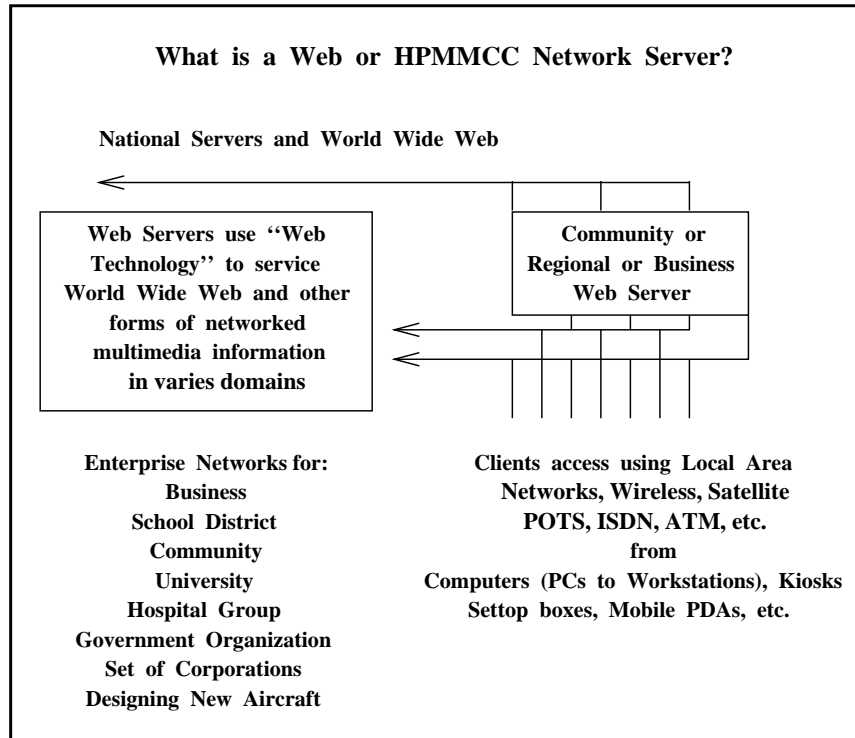 What is a Web or HPMMCC Network Server?
National Servers and World Wide Web
Web Servers use ‘‘Web
Technology’’ to service
World Wide Web and other
forms of networked
multimedia information
in varies domains
Community or
Regional or Business
Web Server
Enterprise Networks for:
Business
School District
Community
University
Hospital Group
Government Organization
Set of Corporations
Designing New Aircraft
Clients access using Local Area
Networks, Wireless, Satellite
POTS, ISDN, ATM, etc.
from
Computers (PCs to Workstations), Kiosks
Settop boxes, Mobile PDAs, etc.